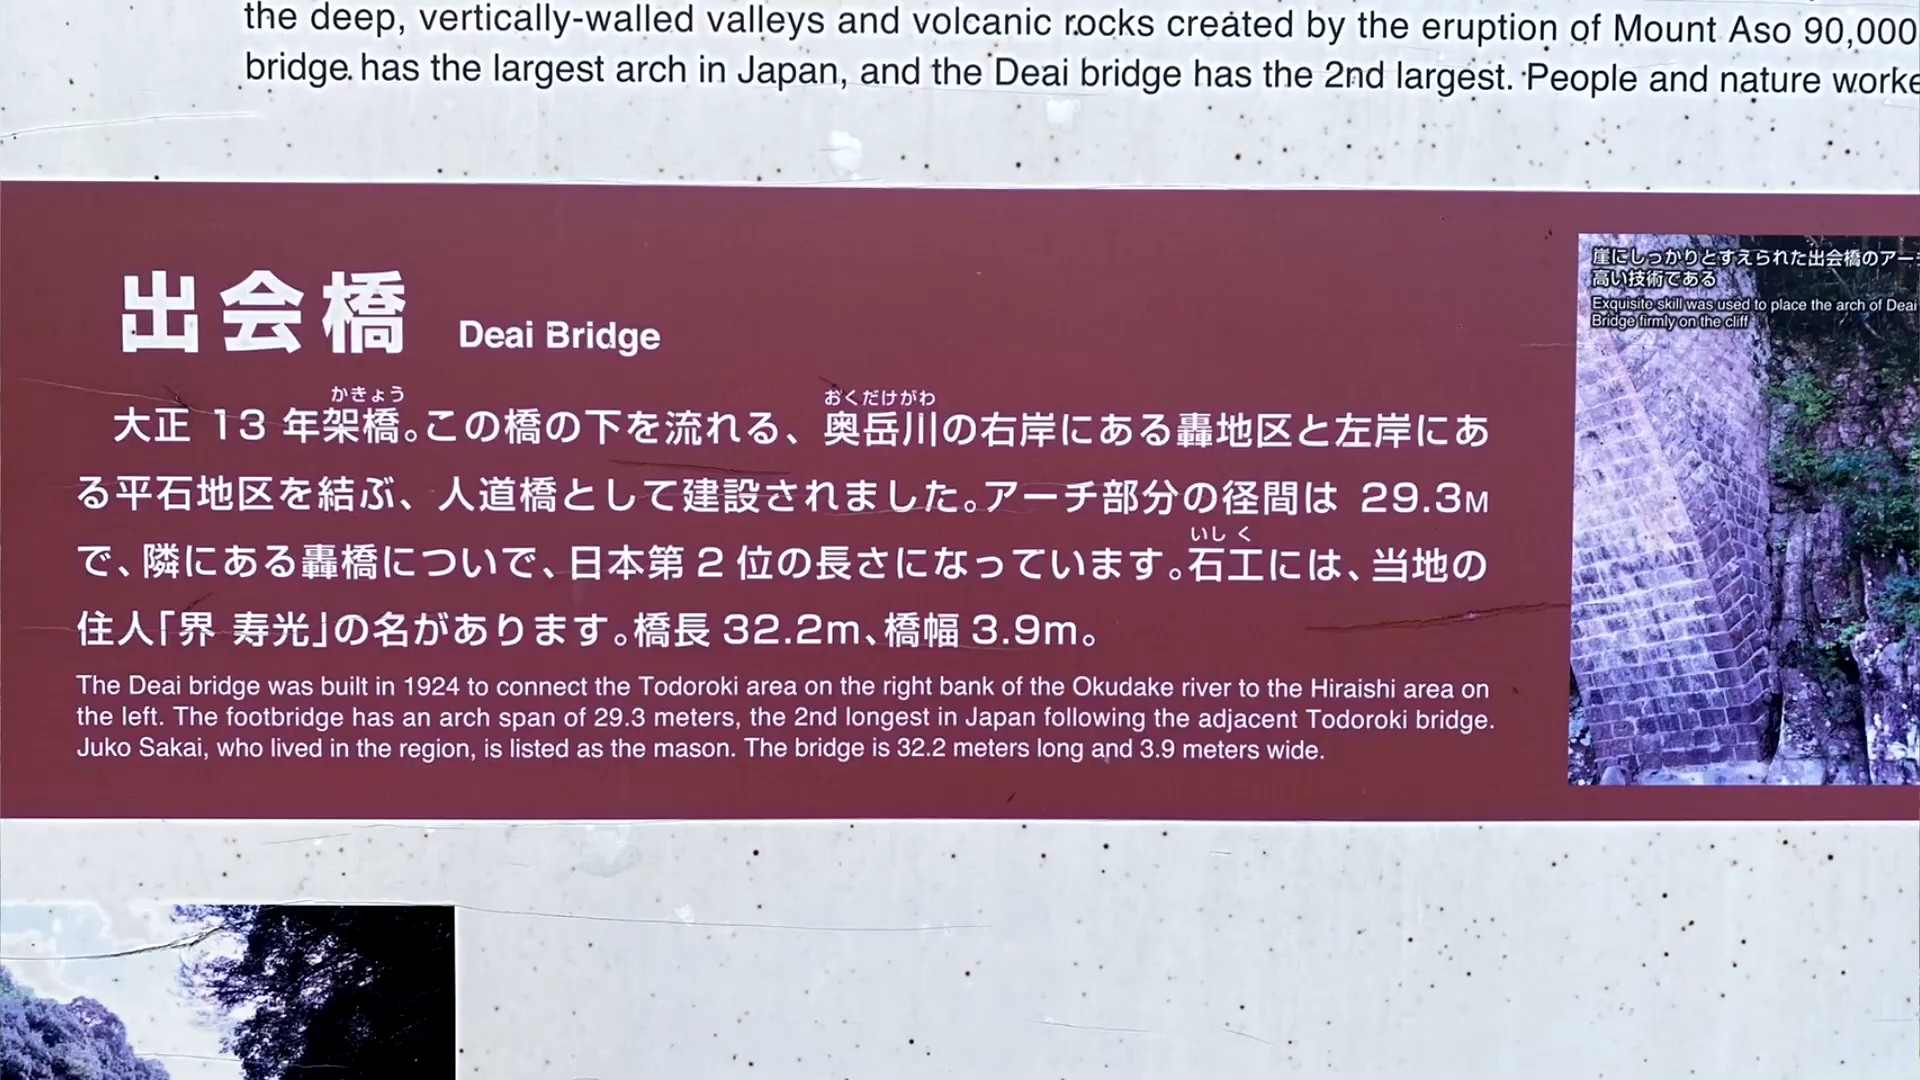 the deep, vertically-walled valleys and volcanic rocks created by the eruption of Mount Aso 90,000
bridge has the largest arch in Japan, and the Deai bridge has the 2nd largest. People and nature worke
出会橋 Deai Bridge
かきょう おくだけがわ
大正 13 年架橋。この橋の下を流れる、奥岳川の右岸にある轟地区と左岸にあ
る平石地区を結ぶ、人道橋として建設されました。アーチ部分の径間は 29.3M
いしく
で、隣にある轟橋についで、日本第 2 位の長さになっています。石工には、当地の
住人「界 寿光」の名があります。橋長 32.2m、橋幅 3.9m。
The Deai bridge was built in 1924 to connect the Todoroki area on the right bank of the Okudake river to the Hiraishi area on
the left. The footbridge has an arch span of 29.3 meters, the 2nd longest in Japan following the adjacent Todoroki bridge.
Juko Sakai, who lived in the region, is listed as the mason. The bridge is 32.2 meters long and 3.9 meters wide.
崖にしっかりとすえられた出会橋のアー
高い技術である
Exquisite skill was used to place the arch of Deai
Bridge firmly on the cliff